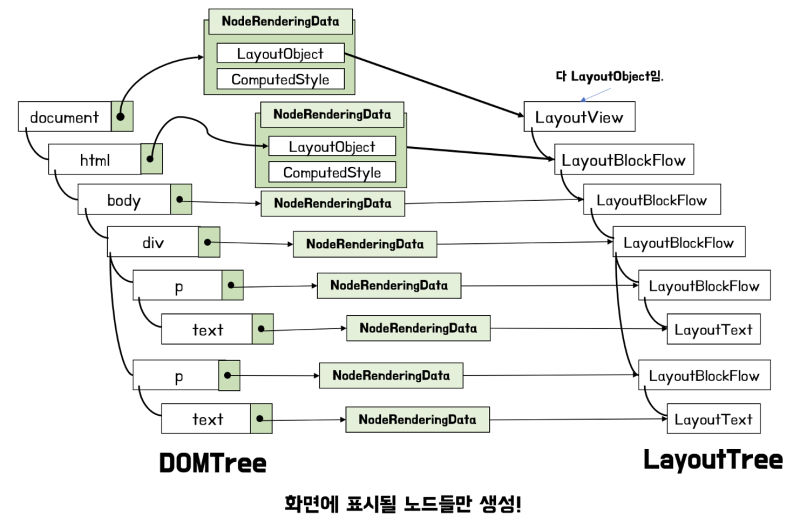 NodeRenderingData
LayoutObject
ComputedStyle
다 LayoutObject임.
document
NodeRenderingData
LayoutObject
ComputedStyle
LayoutView
html
LayoutBlockFlow
body
NodeRenderingData
LayoutBlockFlow
div
NodeRenderingData
LayoutBlockFlow
p
NodeRenderingData
LayoutBlockFlow
text
NodeRenderingData
LayoutText
p
NodeRenderingData
LayoutBlockFlow
text
NodeRenderingData
LayoutText
DOMTree
LayoutTree
화면에 표시될 노드들만 생성!